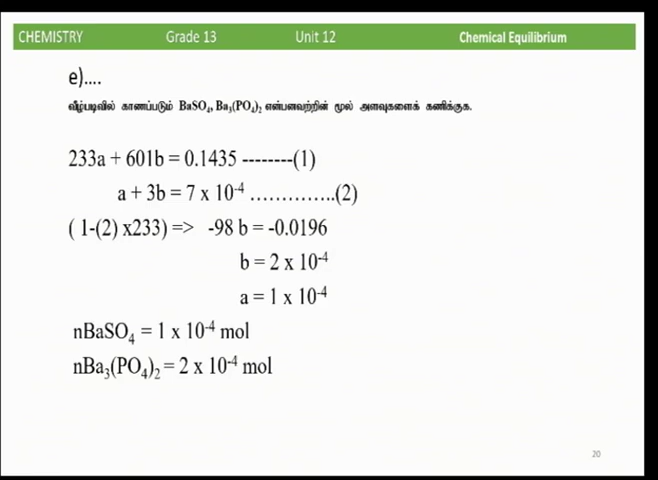 CHEMISTRY Grade 13 Unit 12 Chemical Equilibrium
e)....
வீழ்படிவில் காணப்படும் BaSO₄, Ba₃(PO₄)₂ என்பனவற்றின் மூல் அளவுகளைக் கணிக்குக.
233a + 601b = 0.1435 --------(1)
a + 3b = 7 x 10⁻⁴ …………..(2)
( 1-(2) x233) => -98 b = -0.0196
b = 2 x 10⁻⁴
a = 1 x 10⁻⁴
nBaSO₄ = 1 x 10⁻⁴ mol
nBa₃(PO₄)₂ = 2 x 10⁻⁴ mol
20